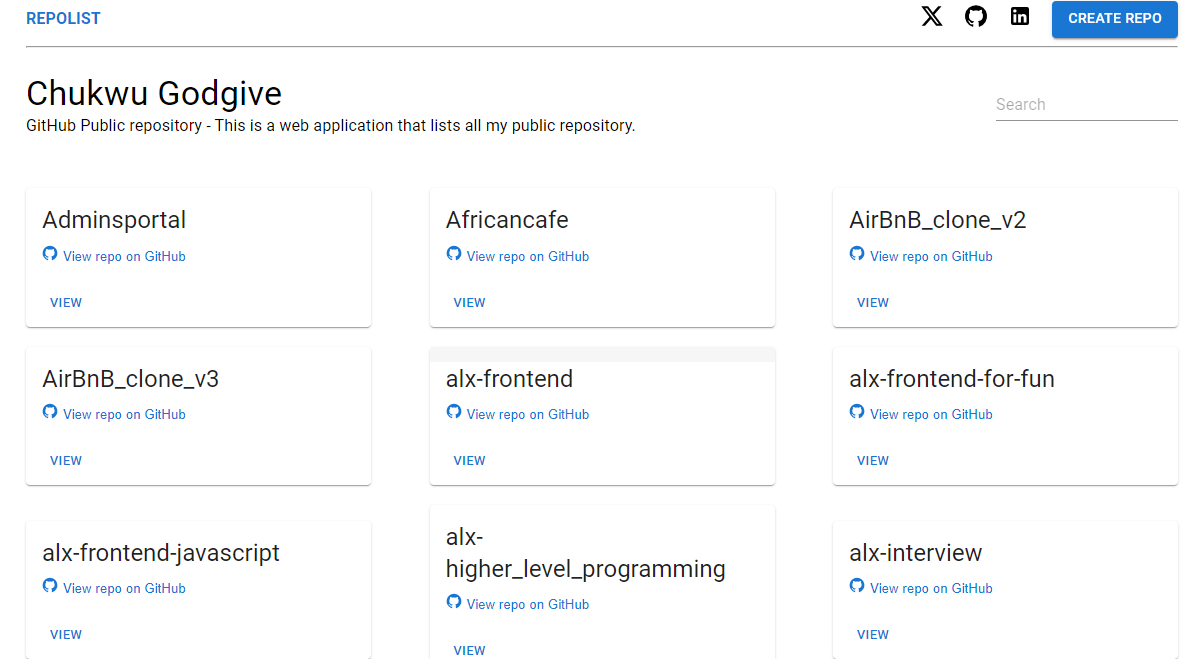 REPOLIST
CREATE REPO
Chukwu Godgive
GitHub Public repository - This is a web application that lists all my public repository.
Search
Adminsportal
View repo on GitHub
VIEW
Africancafe
View repo on GitHub
VIEW
AirBnB_clone_v2
View repo on GitHub
VIEW
AirBnB_clone_v3
View repo on GitHub
VIEW
alx-frontend
View repo on GitHub
VIEW
alx-frontend-for-fun
View repo on GitHub
VIEW
alx-frontend-javascript
View repo on GitHub
VIEW
alx-
higher_level_programming
View repo on GitHub
VIEW
alx-interview
View repo on GitHub
VIEW